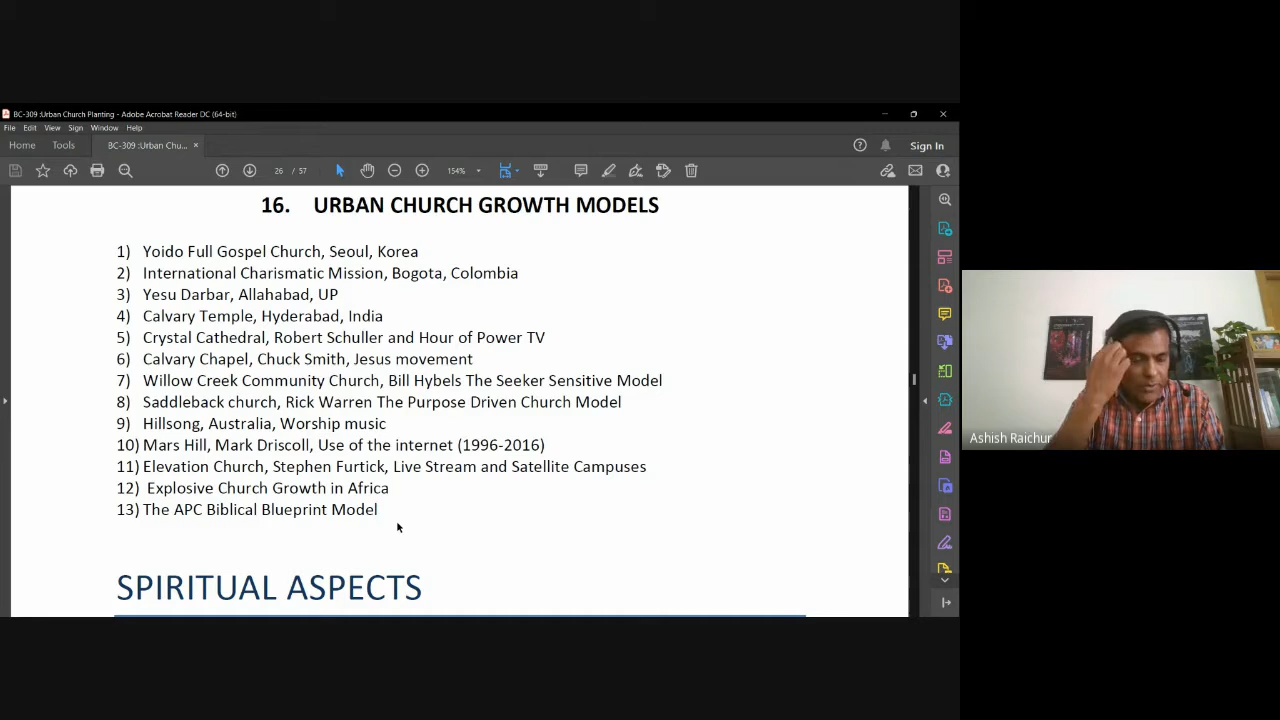 BC-309 :Urban Church Planting - Adobe Acrobat Reader DC (64-bit)
File Edit View Sign Window Help
Home Tools BC-309 :Urban Chu... × Sign In
26 / 57 154%
16. URBAN CHURCH GROWTH MODELS
1) Yoido Full Gospel Church, Seoul, Korea
2) International Charismatic Mission, Bogota, Colombia
3) Yesu Darbar, Allahabad, UP
4) Calvary Temple, Hyderabad, India
5) Crystal Cathedral, Robert Schuller and Hour of Power TV
6) Calvary Chapel, Chuck Smith, Jesus movement
7) Willow Creek Community Church, Bill Hybels The Seeker Sensitive Model
8) Saddleback church, Rick Warren The Purpose Driven Church Model
9) Hillsong, Australia, Worship music
10) Mars Hill, Mark Driscoll, Use of the internet (1996-2016)
11) Elevation Church, Stephen Furtick, Live Stream and Satellite Campuses
12) Explosive Church Growth in Africa
13) The APC Biblical Blueprint Model
SPIRITUAL ASPECTS
Ashish Raichur